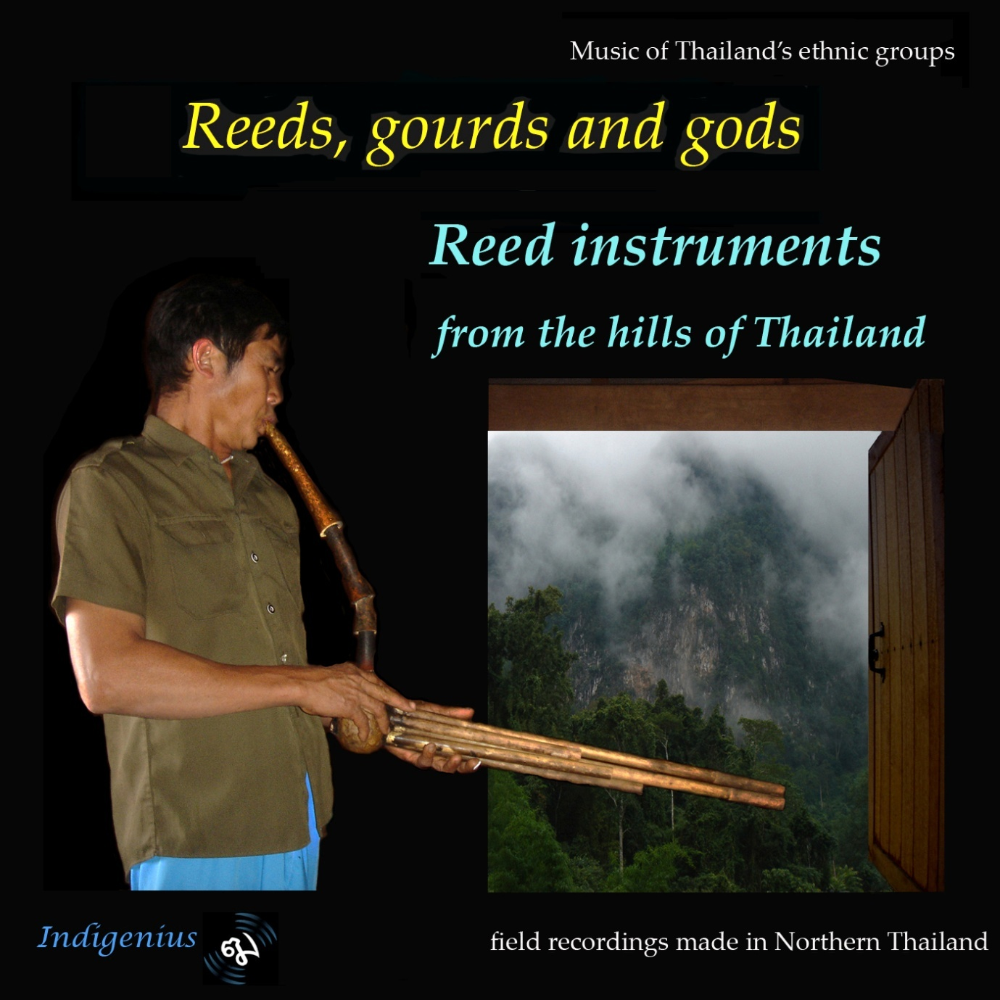 Music of Thailand's ethnic groups
Reeds, gourds and gods
Reed instruments
from the hills of Thailand
Indigenius
field recordings made in Northern Thailand